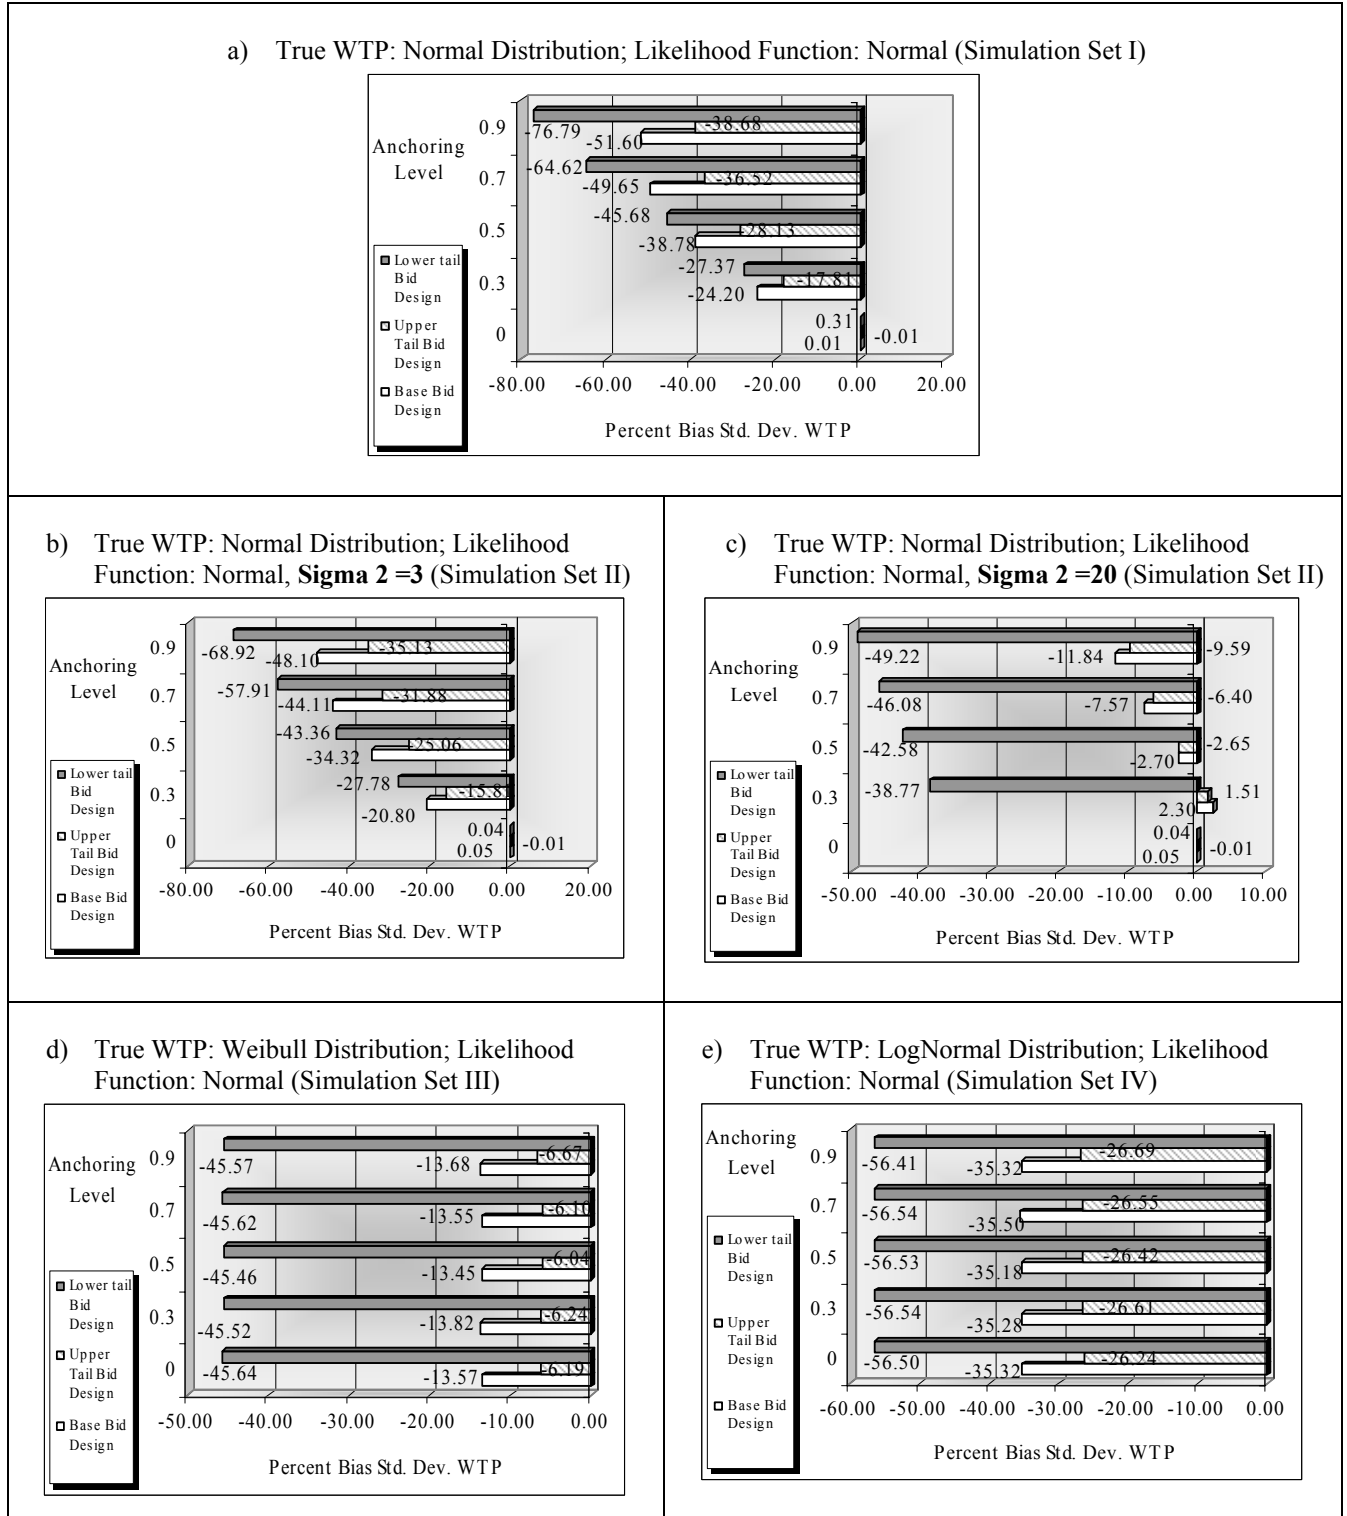 a) True WTP: Normal Distribution; Likelihood Function: Normal (Simulation Set I)
Anchoring
Level
0.9
0.7
0.5
0.3
0
-76.79
-38.68
-51.60
-64.62
-36.52
-49.65
-45.68
-28.13
-38.78
-27.37
-17.81
-24.20
0.31
0.01
-0.01
Lower tail
Bid
Design
Upper
Tail Bid
Design
Base Bid
Design
-80.00 -60.00 -40.00 -20.00 0.00 20.00
Percent Bias Std. Dev. WTP
b) True WTP: Normal Distribution; Likelihood
Function: Normal, Sigma 2 =3 (Simulation Set II)
Anchoring
Level
0.9
0.7
0.5
0.3
0
-68.92
-35.13
-48.10
-57.91
-31.88
-44.11
-43.36
-25.06
-34.32
-27.78
-15.81
-20.80
0.04
0.05
-0.01
Lower tail
Bid
Design
Upper
Tail Bid
Design
Base Bid
Design
-80.00 -60.00 -40.00 -20.00 0.00 20.00
Percent Bias Std. Dev. WTP
c) True WTP: Normal Distribution; Likelihood
Function: Normal, Sigma 2 =20 (Simulation Set II)
Anchoring
Level
0.9
0.7
0.5
0.3
0
-49.22
-11.84
-9.59
-46.08
-7.57
-6.40
-42.58
-2.70
-2.65
-38.77
2.30
1.51
0.04
0.05
-0.01
Lower tail
Bid
Design
Upper
Tail Bid
Design
Base Bid
Design
-50.00 -40.00 -30.00 -20.00 -10.00 0.00 10.00
Percent Bias Std. Dev. WTP
d) True WTP: Weibull Distribution; Likelihood
Function: Normal (Simulation Set III)
Anchoring
Level
0.9
0.7
0.5
0.3
0
-45.57
-13.68
-6.67
-45.62
-13.55
-6.10
-45.46
-13.45
-6.04
-45.52
-13.82
-6.24
-45.64
-13.57
-6.19
Lower tail
Bid
Design
Upper
Tail Bid
Design
Base Bid
Design
-50.00 -40.00 -30.00 -20.00 -10.00 0.00
Percent Bias Std. Dev. WTP
e) True WTP: LogNormal Distribution; Likelihood
Function: Normal (Simulation Set IV)
Anchoring
Level
0.9
0.7
0.5
0.3
0
-56.41
-35.32
-26.69
-56.54
-35.50
-26.55
-56.53
-35.18
-26.42
-56.54
-35.28
-26.61
-56.50
-35.32
-26.24
Lower tail
Bid
Design
Upper
Tail Bid
Design
Base Bid
Design
-60.00 -50.00 -40.00 -30.00 -20.00 -10.00 0.00
Percent Bias Std. Dev. WTP